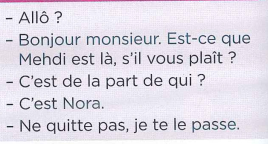 – Allô ?
– Bonjour monsieur. Est-ce que
Mehdi est là, s'il vous plaît ?
– C'est de la part de qui ?
– C'est Nora.
– Ne quitte pas, je te le passe.